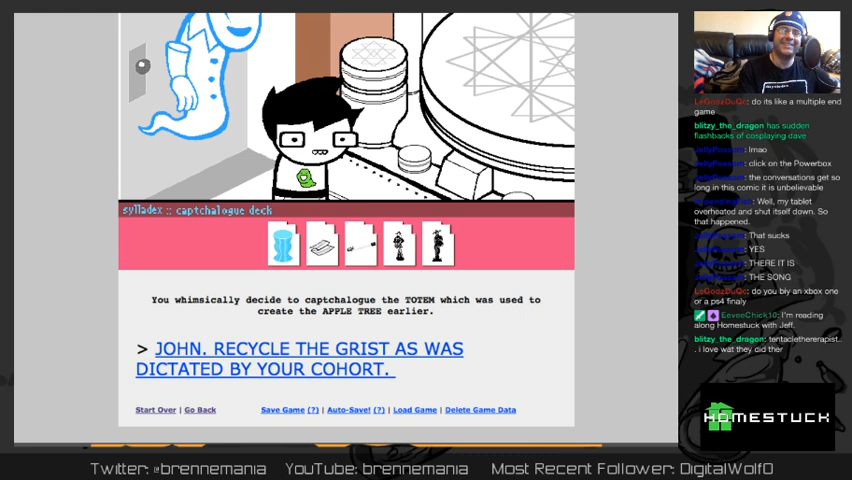 syLLadex :: captchaLogue deck
You whimsically decide to captchalogue the TOTEM which was used to
create the APPLE TREE earlier.
> JOHN. RECYCLE THE GRIST AS WAS
DICTATED BY YOUR COHORT.
Start Over | Go Back
Save Game (?) | Auto-Save! (?) | Load Game | Delete Game Data
do its like a multiple end
game
blitzy_the_dragon has sudden
flashbacks of cosplaying dave
lmao
click on the Powerbox
the conversations get so
long in this comic it is unbelievable
Well, my tablet
overheated and shut itself down. So
that happened.
That sucks
YES
THERE IT IS
THE SONG
do you biy an xbox one
or a ps4 finaly
EeveeChick10: I'm reading
along Homestuck with Jeff.
blitzy_the_dragon: tentacletherapist..
. i love wat they did ther
HOMESTUCK
Twitter: @brennemania YouTube: brennemania Most Recent Follower: DigitalWolf0